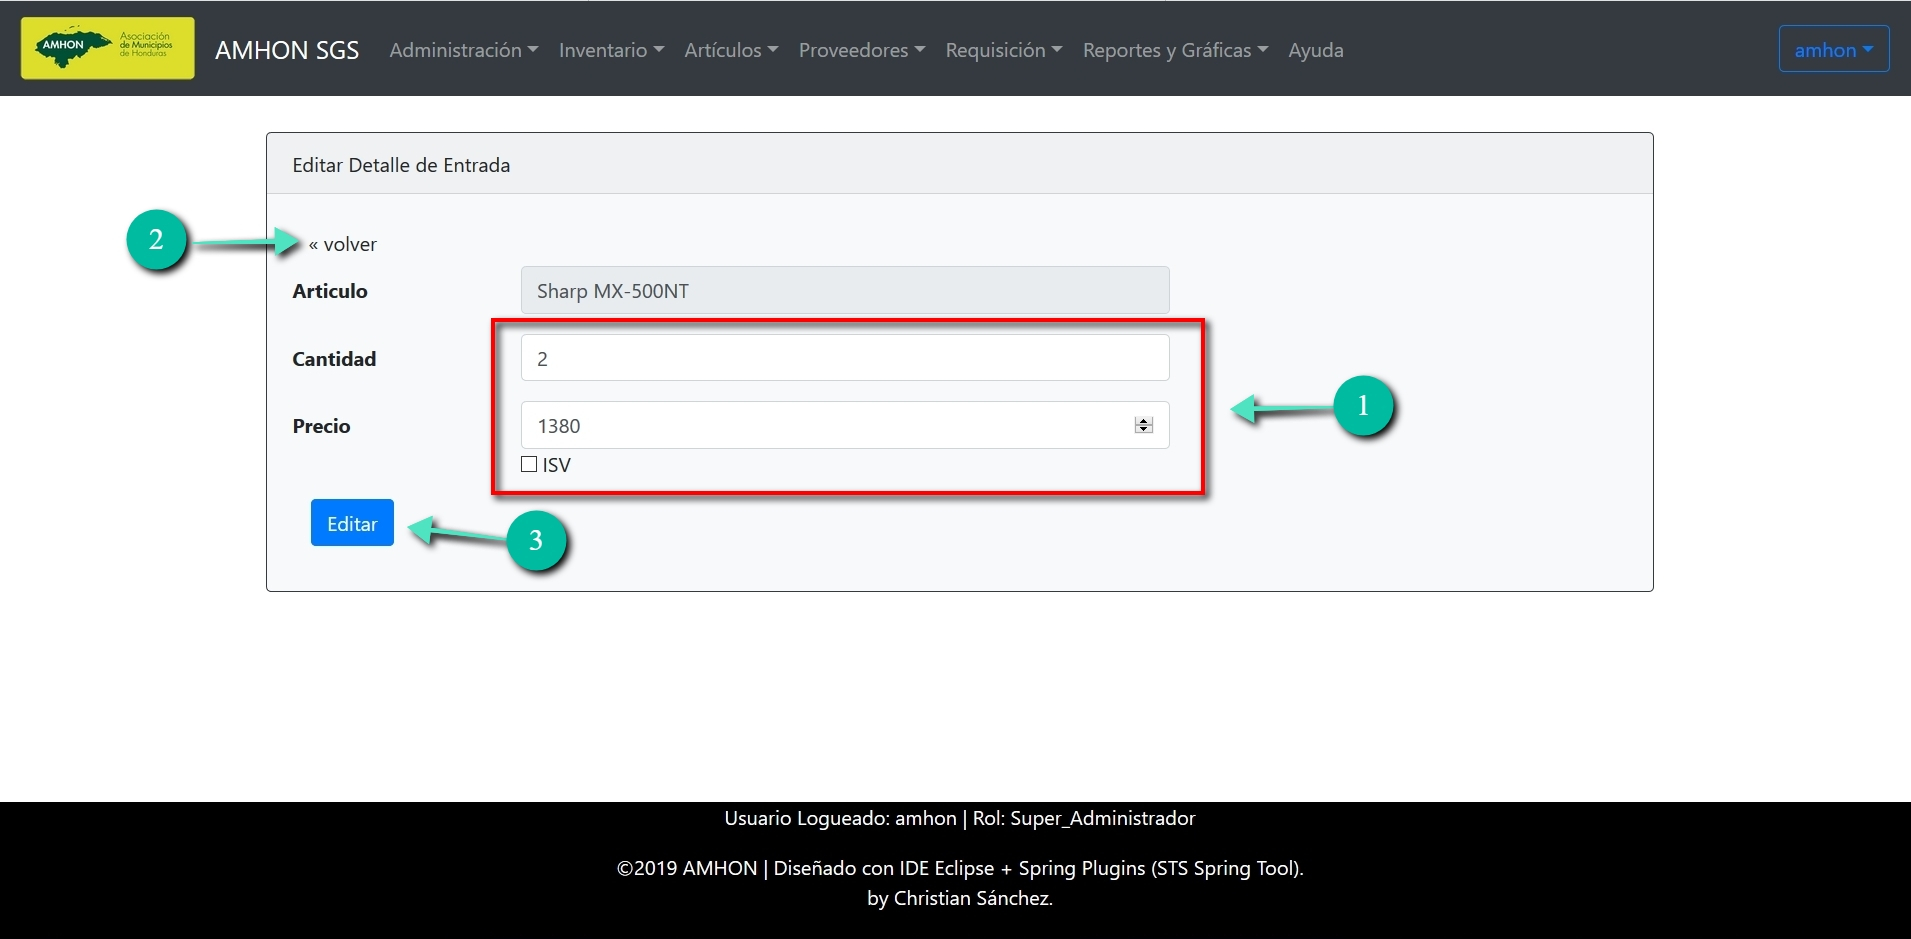 AMHON
Asociación
de Municipios
de Honduras
AMHON SGS Administración Inventario Artículos Proveedores Requisición Reportes y Gráficas Ayuda amhon
Editar Detalle de Entrada
2
« volver
Articulo Sharp MX-500NT
Cantidad 2
1
Precio 1380
ISV
Editar
3
Usuario Logueado: amhon | Rol: Super_Administrador
©2019 AMHON | Diseñado con IDE Eclipse + Spring Plugins (STS Spring Tool).
by Christian Sánchez.